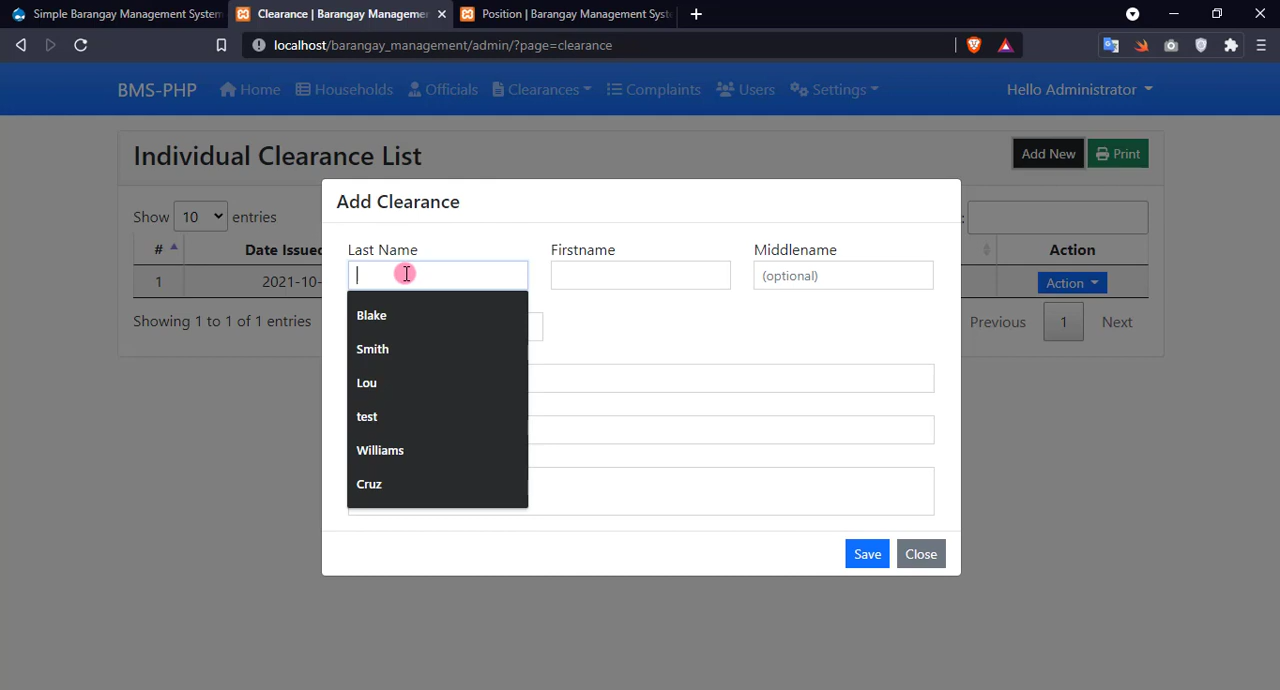 Simple Barangay Management System
Clearance | Barangay Managemen
Position | Barangay Management Syste
localhost/barangay_management/admin/?page=clearance
BMS-PHP Home Households Officials Clearances Complaints Users Settings Hello Administrator
Individual Clearance List
Add New Print
Show 10 entries :
# Date Issued Action
1 2021-10- Action
Showing 1 to 1 of 1 entries
Previous 1 Next
Add Clearance
Last Name Firstname Middlename
(optional)
Blake
Smith
Lou
test
Williams
Cruz
Save Close